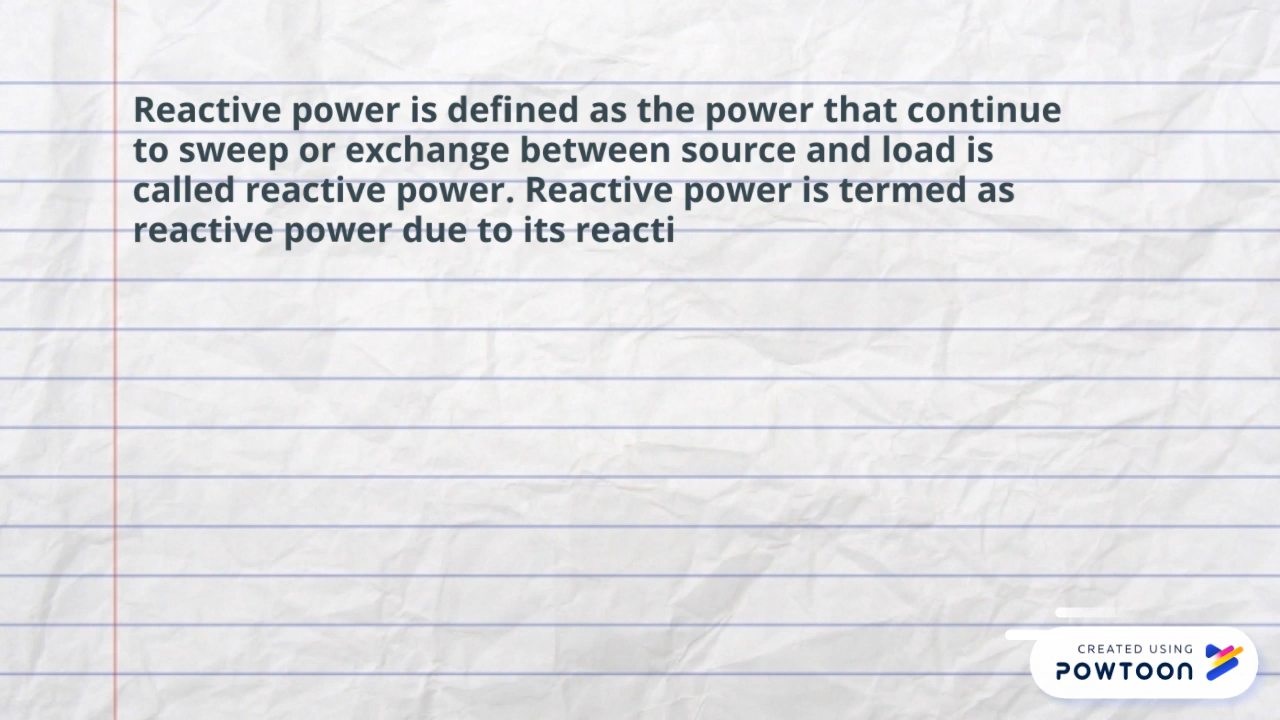 Reactive power is defined as the power that continue
to sweep or exchange between source and load is
called reactive power. Reactive power is termed as
reactive power due to its reacti
CREATED USING
POWTOON